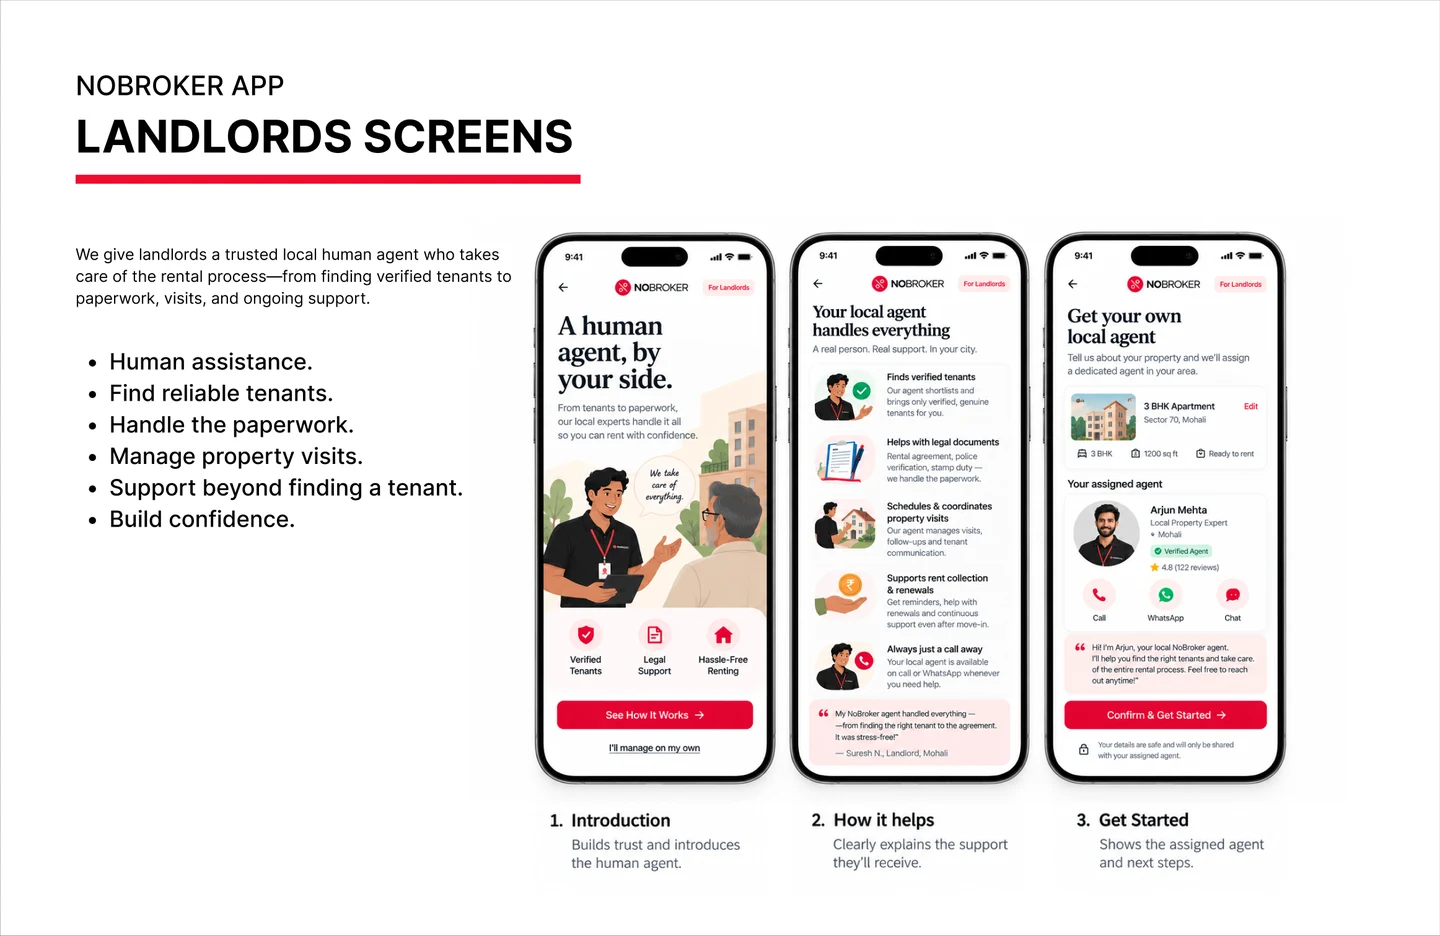 NOBROKER APP
LANDLORDS SCREENS
We give landlords a trusted local human agent who takes
care of the rental process—from finding verified tenants to
paperwork, visits, and ongoing support.
• Human assistance.
• Find reliable tenants.
• Handle the paperwork.
• Manage property visits.
• Support beyond finding a tenant.
• Build confidence.
9:41
NOBROKER
For Landlords
A human
agent, by
your side.
From tenants to paperwork,
our local experts handle it all
so you can rent with confidence.
We take
care of
everything.
Verified
Tenants
Legal
Support
Hassle-Free
Renting
See How It Works →
I'll manage on my own
9:41
NOBROKER
For Landlords
Your local agent
handles everything
A real person. Real support. In your city.
Finds verified tenants
Our agent shortlists and
brings only verified, genuine
tenants for you.
Helps with legal documents
Rental agreement, police
verification, stamp duty —
we handle the paperwork.
Schedules & coordinates
property visits
Our agent manages visits,
follow-ups and tenant
communication.
₹
Supports rent collection
& renewals
Get reminders, help with
renewals and continuous
support even after move-in.
Always just a call away
Your local agent is available
on call or WhatsApp whenever
you need help.
“ My NoBroker agent handled everything —
—from finding the right tenant to the agreement.
It was stress-free!”
— Suresh N., Landlord, Mohali
9:41
NOBROKER
For Landlords
Get your own
local agent
Tell us about your property and we'll assign
a dedicated agent in your area.
3 BHK Apartment
Edit
Sector 70, Mohali
3 BHK
1200 sq ft
Ready to rent
Your assigned agent
Arjun Mehta
Local Property Expert
Mohali
Verified Agent
4.8 (122 reviews)
Call
WhatsApp
Chat
“ Hi! I'm Arjun, your local NoBroker agent.
I'll help you find the right tenants and take care.
of the entire rental process. Feel free to reach
out anytime!”
Confirm & Get Started →
Your details are safe and will only be shared
with your assigned agent.
1. Introduction
Builds trust and introduces
the human agent.
2. How it helps
Clearly explains the support
they'll receive.
3. Get Started
Shows the assigned agent
and next steps.